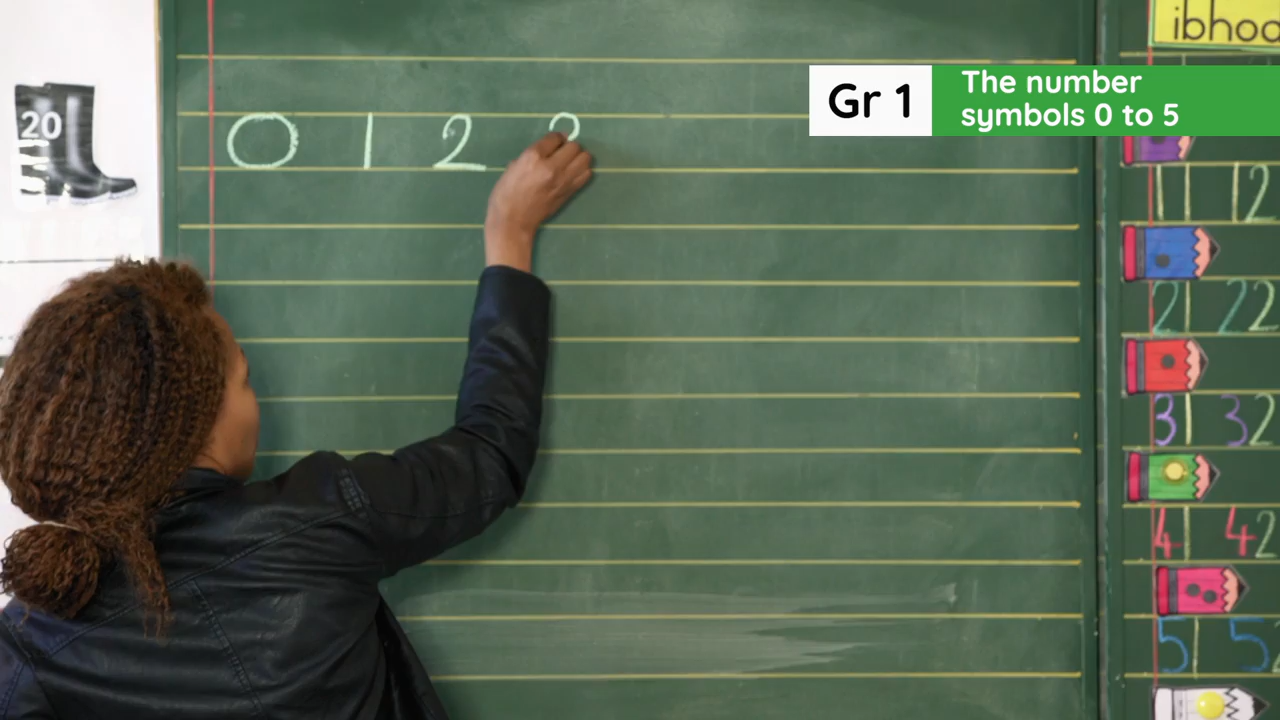 20
0 1 2
Gr 1
The number
symbols 0 to 5
ibhod
1 12
2 22
3 32
4 42
5 52